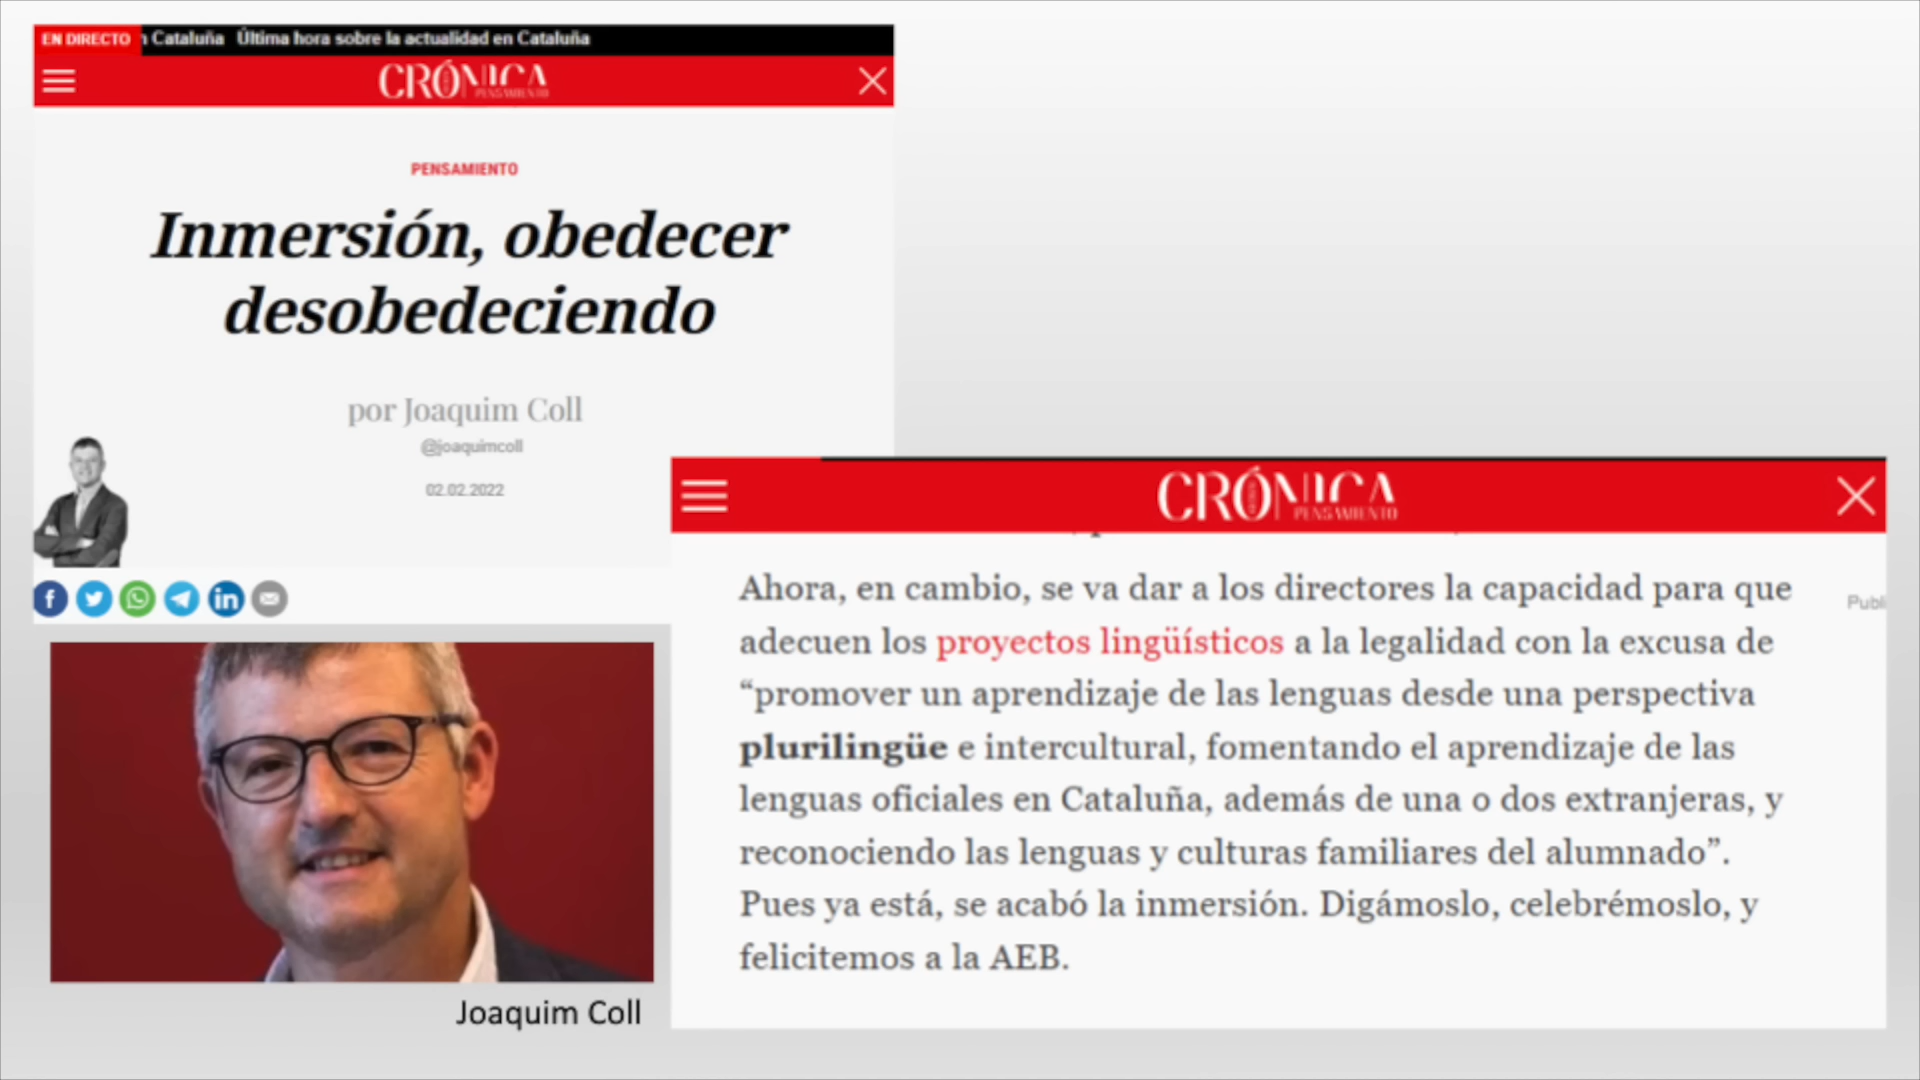 EN DIRECTO n Cataluña Última hora sobre la actualidad en Cataluña
CRÓNICA
PENSAMIENTO
PENSAMIENTO
Inmersión, obedecer
desobedeciendo
por Joaquim Coll
@joaquimcoll
02.02.2022
Joaquim Coll
CRÓNICA
PENSAMIENTO
Ahora, en cambio, se va dar a los directores la capacidad para que
Publi
adecuen los proyectos lingüísticos a la legalidad con la excusa de
“promover un aprendizaje de las lenguas desde una perspectiva
plurilingüe e intercultural, fomentando el aprendizaje de las
lenguas oficiales en Cataluña, además de una o dos extranjeras, y
reconociendo las lenguas y culturas familiares del alumnado”.
Pues ya está, se acabó la inmersión. Digámoslo, celebrémoslo, y
felicitemos a la AEB.